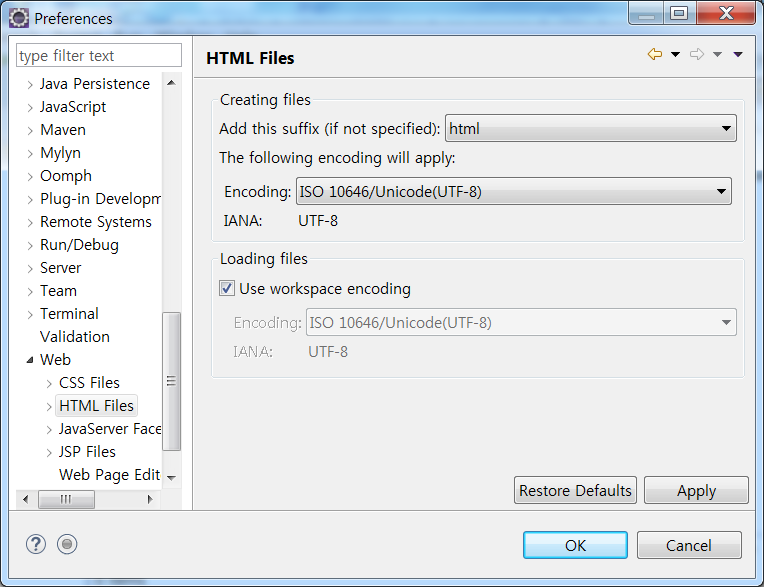 Preferences
type filter text
Java Persistence
JavaScript
Maven
Mylyn
Oomph
Plug-in Developm
Remote Systems
Run/Debug
Server
Team
Terminal
Validation
Web
CSS Files
HTML Files
JavaServer Face
JSP Files
Web Page Edit
HTML Files
Creating files
Add this suffix (if not specified): html
The following encoding will apply:
Encoding: ISO 10646/Unicode(UTF-8)
IANA: UTF-8
Loading files
Use workspace encoding
Encoding: ISO 10646/Unicode(UTF-8)
IANA: UTF-8
Restore Defaults Apply
OK Cancel